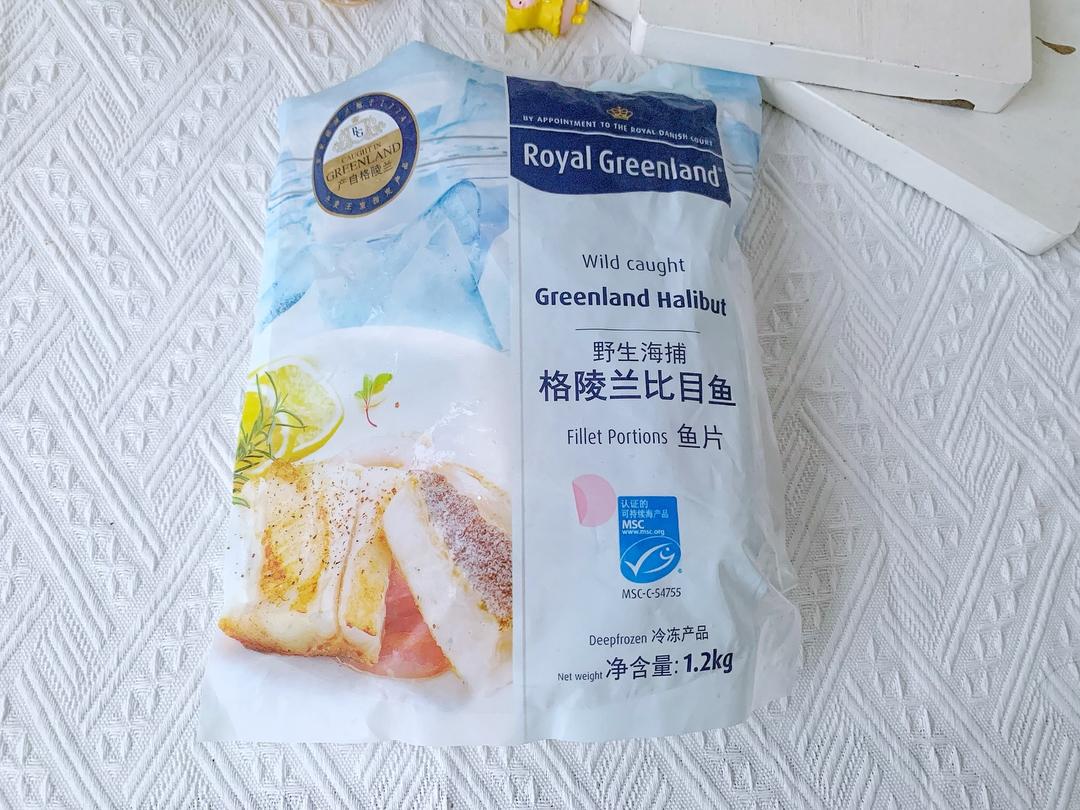 CAUGHT IN
GREENLAND
产自格陵兰
BY APPOINTMENT TO THE ROYAL DANISH COURT
Royal Greenland
Wild caught
Greenland Halibut
野生海捕
格陵兰比目鱼
Fillet Portions 鱼片
认证的
可持续海产品
MSC
www.msc.org
MSC-C-54755
Deepfrozen 冷冻产品
Net weight 净含量: 1.2kg